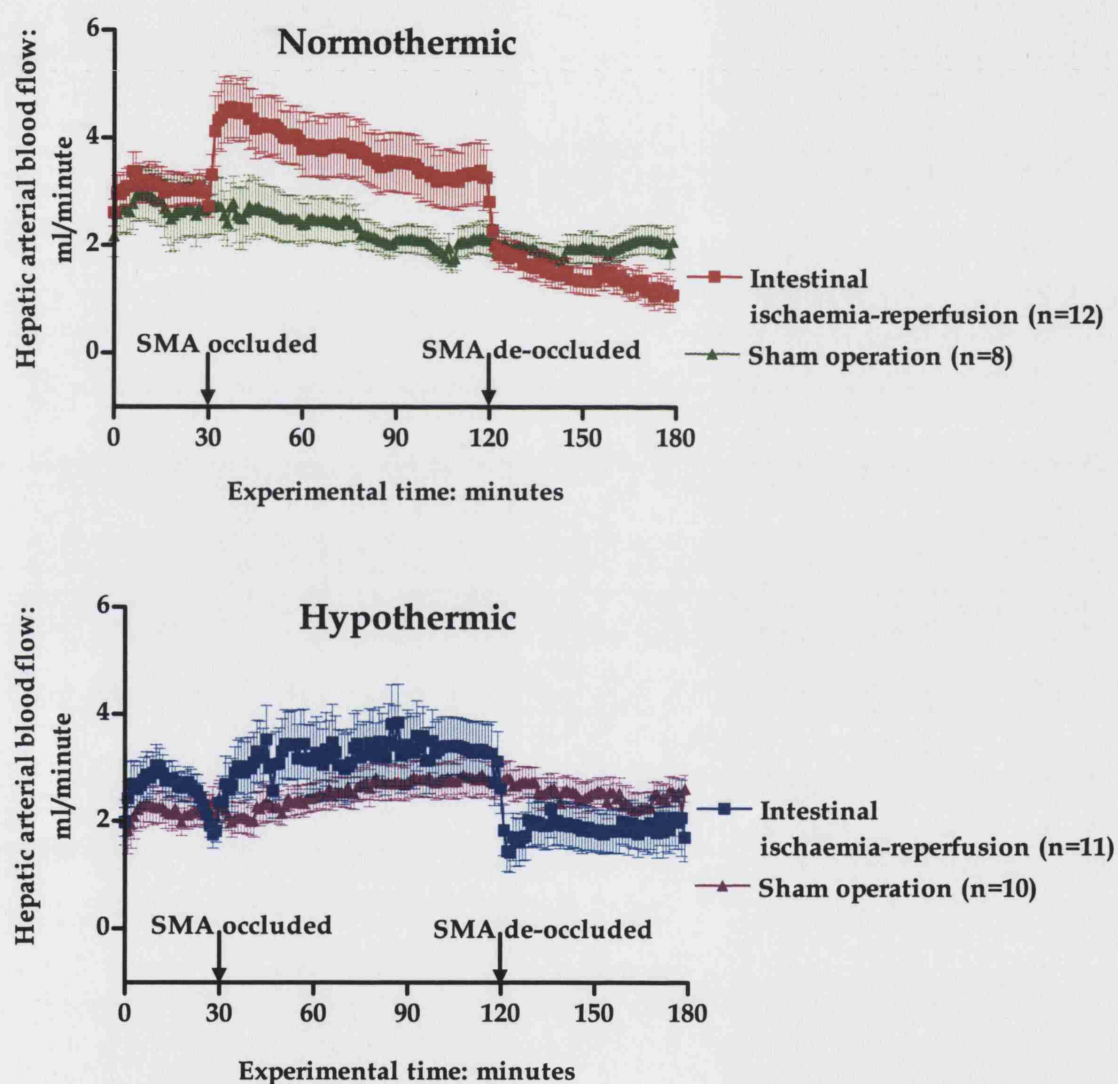 Normothermic
Hepatic arterial blood flow:
ml/minute
6
4
2
0
SMA occluded
SMA de-occluded
0 30 60 90 120 150 180
Experimental time: minutes
Intestinal
ischaemia-reperfusion (n=12)
Sham operation (n=8)
Hypothermic
Hepatic arterial blood flow:
ml/minute
6
4
2
0
SMA occluded
SMA de-occluded
0 30 60 90 120 150 180
Experimental time: minutes
Intestinal
ischaemia-reperfusion (n=11)
Sham operation (n=10)